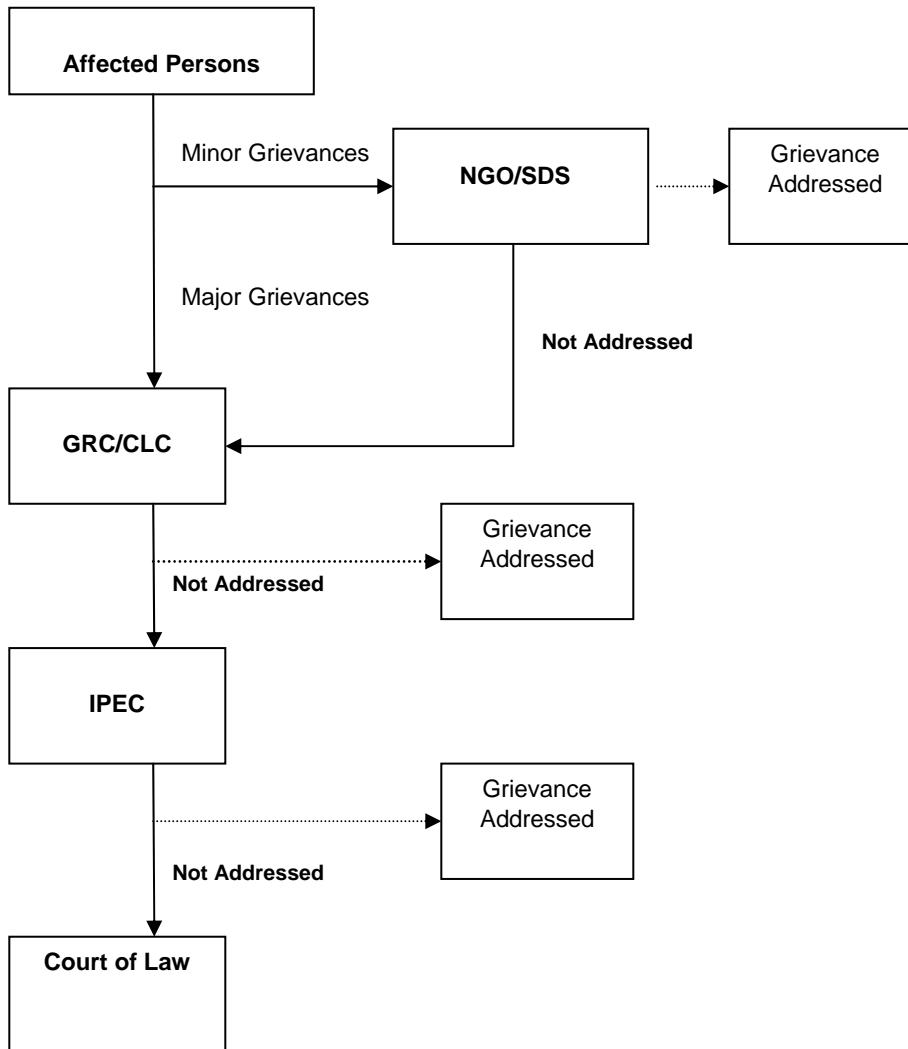 Affected Persons
Minor Grievances
NGO/SDS
Grievance
Addressed
Major Grievances
Not Addressed
GRC/CLC
Grievance
Addressed
Not Addressed
IPEC
Grievance
Addressed
Not Addressed
Court of Law